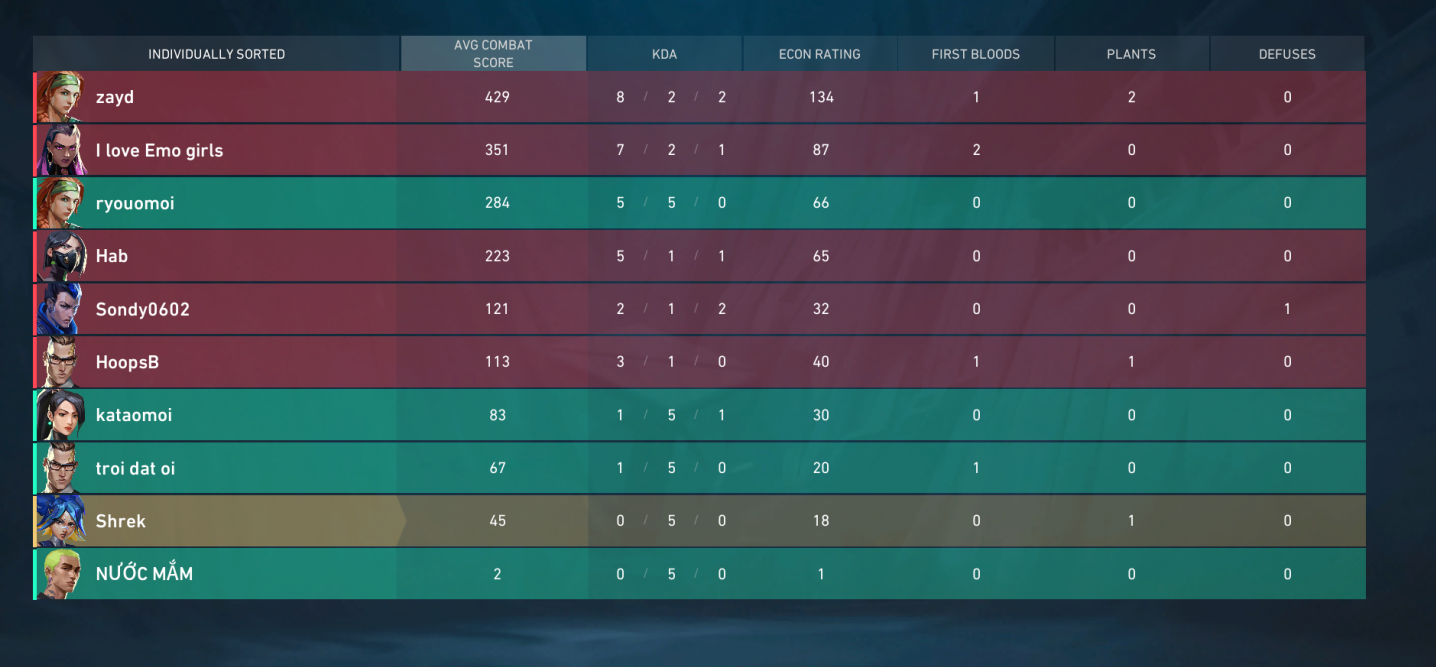 INDIVIDUALLY SORTED AVG COMBAT SCORE KDA ECON RATING FIRST BLOODS PLANTS DEFUSES
zayd 429 8 / 2 / 2 134 1 2 0
I love Emo girls 351 7 / 2 / 1 87 2 0 0
ryouomoi 284 5 / 5 / 0 66 0 0 0
Hab 223 5 / 1 / 1 65 0 0 0
Sondy0602 121 2 / 1 / 2 32 0 0 1
HoopsB 113 3 / 1 / 0 40 1 1 0
kataomoi 83 1 / 5 / 1 30 0 0 0
troi dat oi 67 1 / 5 / 0 20 1 0 0
Shrek 45 0 / 5 / 0 18 0 1 0
NƯỚC MẮM 2 0 / 5 / 0 1 0 0 0